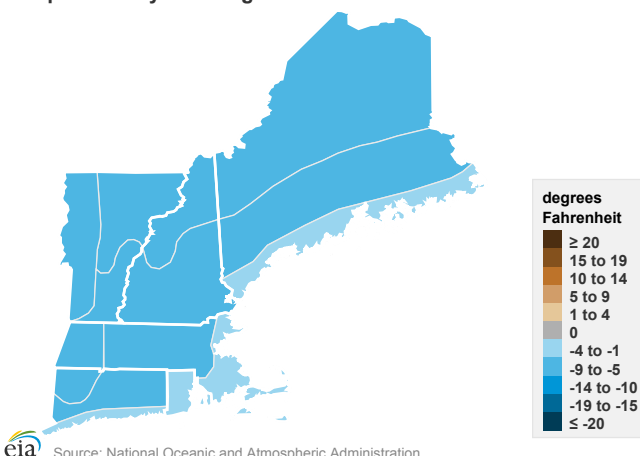 degrees
Fahrenheit
≥ 20
15 to 19
10 to 14
5 to 9
1 to 4
0
-4 to -1
-9 to -5
-14 to -10
-19 to -15
≤ -20
eia Source: National Oceanic and Atmospheric Administration